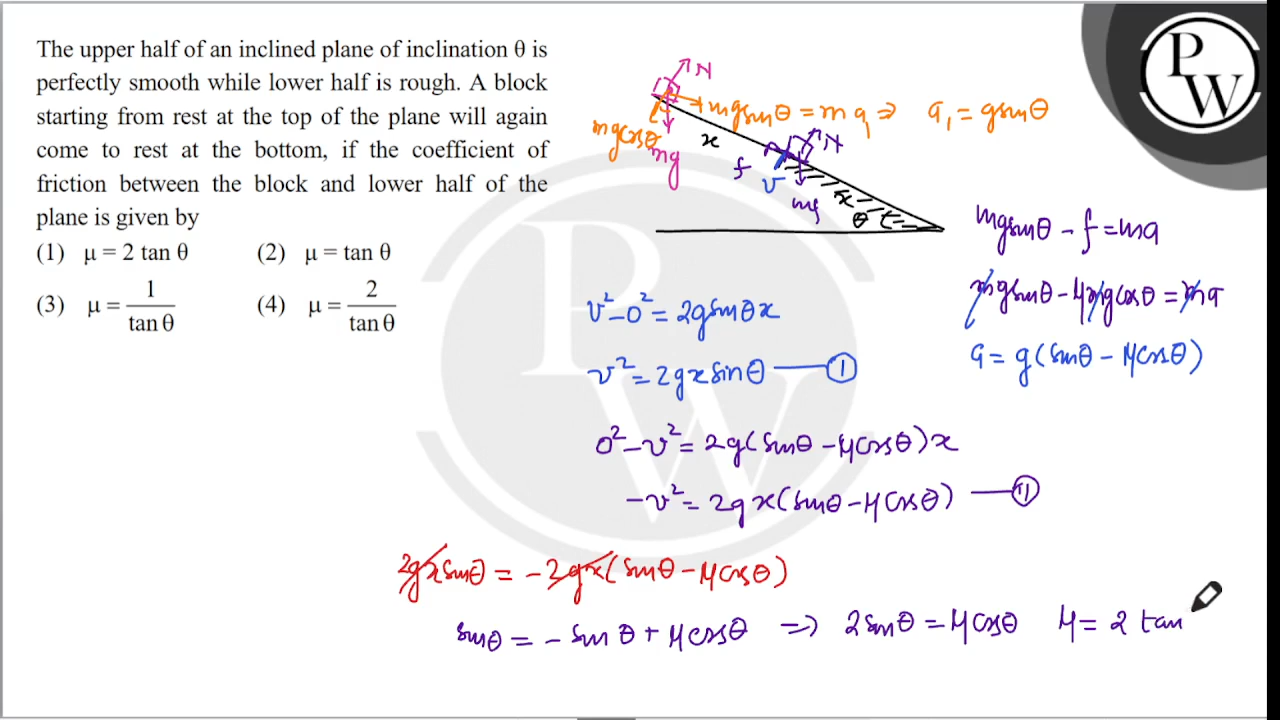 The upper half of an inclined plane of inclination θ is
perfectly smooth while lower half is rough. A block
starting from rest at the top of the plane will again
come to rest at the bottom, if the coefficient of
friction between the block and lower half of the
plane is given by
(1) μ = 2 tan θ (2) μ = tan θ
(3) μ = 1/tan θ (4) μ = 2/tan θ
P
W
N
mg sinθ = ma₁ ⇒ a₁ = g sinθ
mg cosθ
mg
x
N
f
v
mg
x
θ
mg sinθ − f = ma
mg sinθ − μmg cosθ = ma
a = g(sinθ − μcosθ)
v² − 0² = 2g sinθ x
v² = 2gx sinθ —— ①
0² − v² = 2g(sinθ − μcosθ)x
−v² = 2gx(sinθ − μcosθ) —— ⑪
2gx sinθ = −2gx(sinθ − μcosθ)
sinθ = − sinθ + μcosθ ⇒ 2sinθ = μcosθ μ = 2 tan